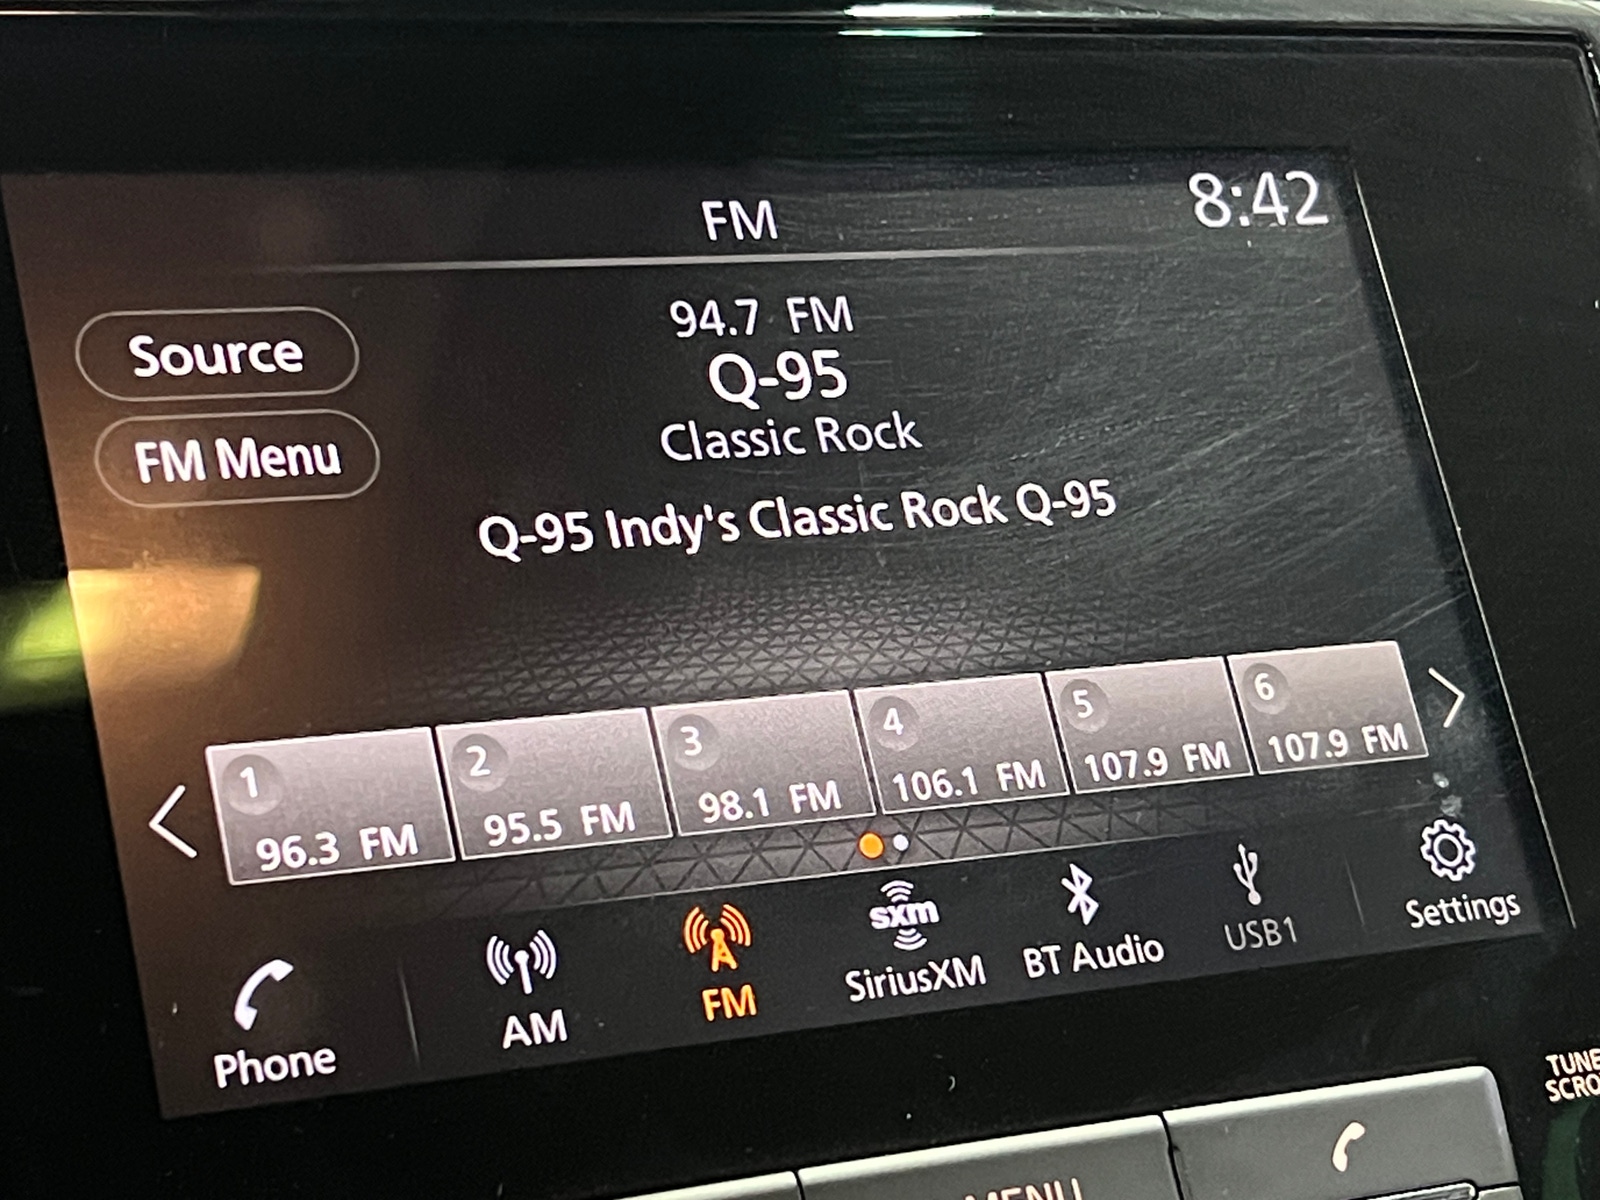 FM
8:42
94.7 FM
Source
Q-95
Classic Rock
FM Menu
Q-95 Indy's Classic Rock Q-95
1
96.3 FM
2
95.5 FM
3
98.1 FM
4
106.1 FM
5
107.9 FM
6
107.9 FM
Phone
AM
FM
sxm
SiriusXM
BT Audio
USB1
Settings
MENU